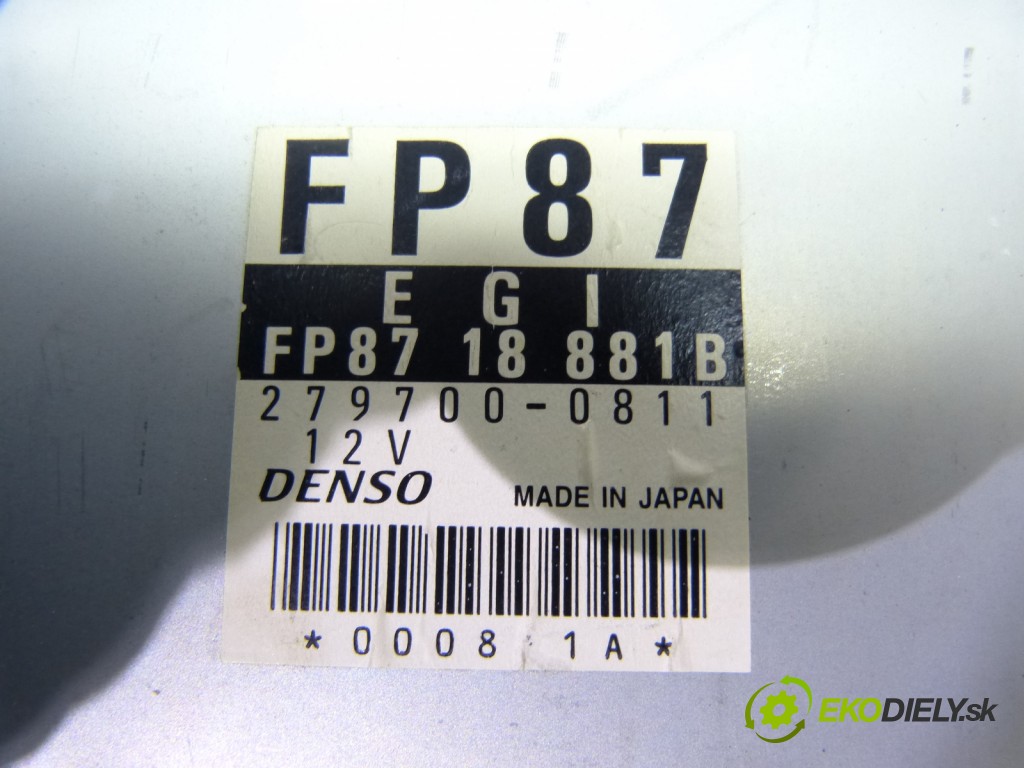 FP87
EGI
FP87 18 881B
279700-0811
12V
DENSO MADE IN JAPAN
*0008 1A*
EKODIELY.sk